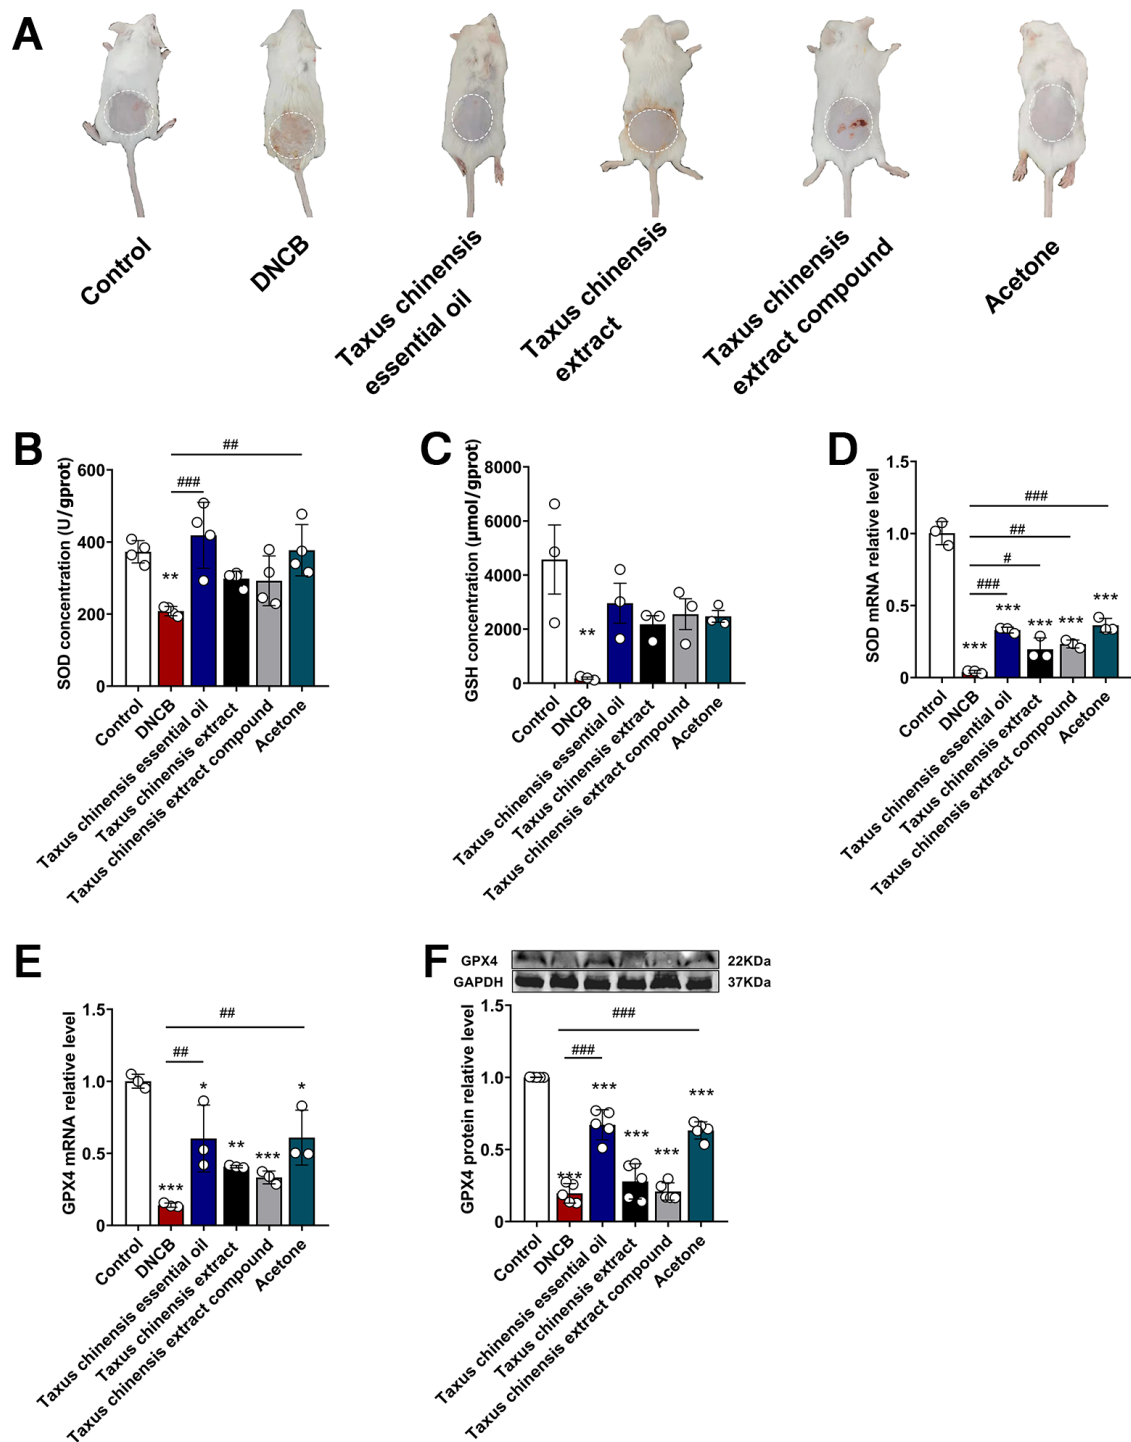 A
Control
DNCB
Taxus chinensis
essential oil
Taxus chinensis
extract
Taxus chinensis
extract compound
Acetone
B
SOD concentration (U/gprot)
600
400
200
0
##
###
**
Control
DNCB
Taxus chinensis essential oil
Taxus chinensis extract
Taxus chinensis extract compound
Acetone
C
GSH concentration (μmol/gprot)
8000
6000
4000
2000
0
**
Control
DNCB
Taxus chinensis essential oil
Taxus chinensis extract
Taxus chinensis extract compound
Acetone
D
SOD mRNA relative level
1.5
1.0
0.5
0
###
##
#
###
***
***
***
***
***
Control
DNCB
Taxus chinensis essential oil
Taxus chinensis extract
Taxus chinensis extract compound
Acetone
E
GPX4 mRNA relative level
1.5
1.0
0.5
0
##
##
***
*
**
***
*
Control
DNCB
Taxus chinensis essential oil
Taxus chinensis extract
Taxus chinensis extract compound
Acetone
F
GPX4 22KDa
GAPDH 37KDa
GPX4 protein relative level
1.5
1.0
0.5
0
###
###
***
***
***
***
***
Control
DNCB
Taxus chinensis essential oil
Taxus chinensis extract
Taxus chinensis extract compound
Acetone